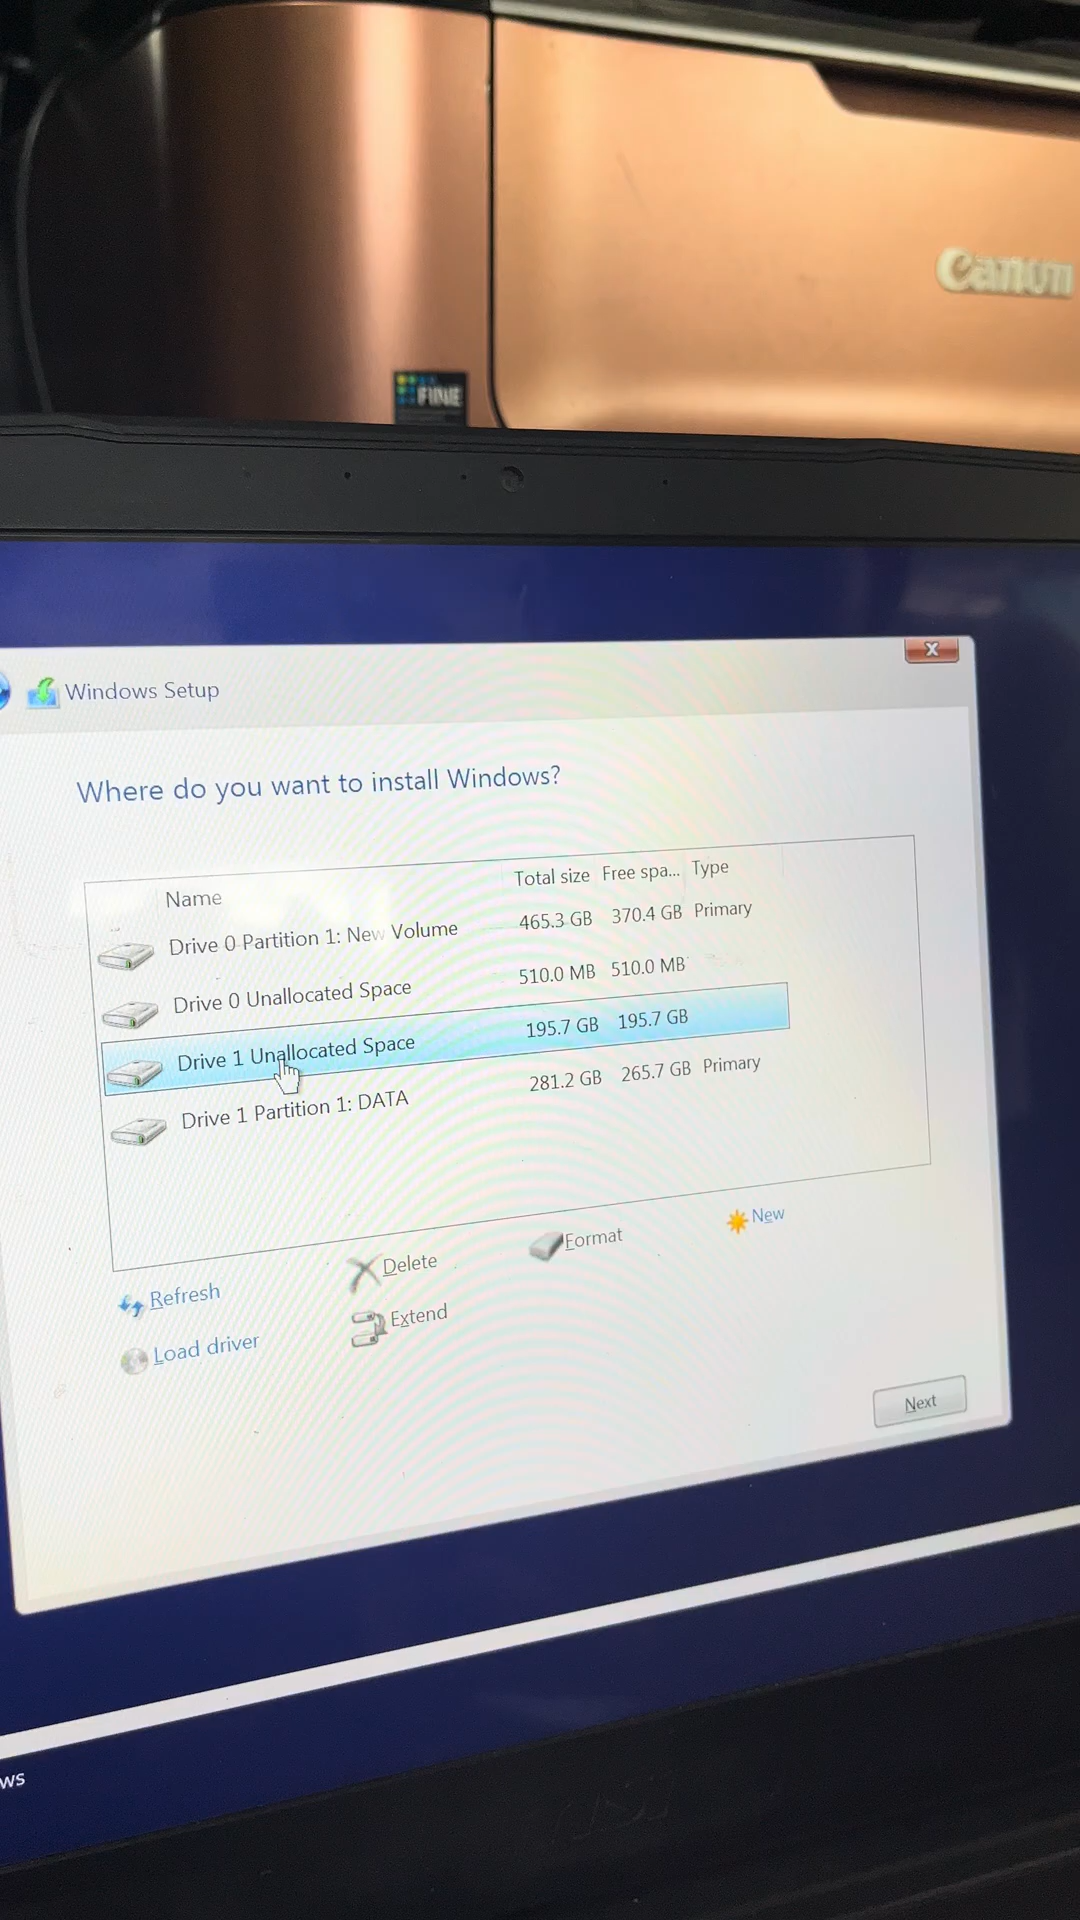 Canon
FINE
Windows Setup
Where do you want to install Windows?
Name Total size Free spa... Type
Drive 0 Partition 1: New Volume 465.3 GB 370.4 GB Primary
Drive 0 Unallocated Space 510.0 MB 510.0 MB
Drive 1 Unallocated Space 195.7 GB 195.7 GB
Drive 1 Partition 1: DATA 281.2 GB 265.7 GB Primary
Refresh Delete Format New
Load driver Extend
Next
ws